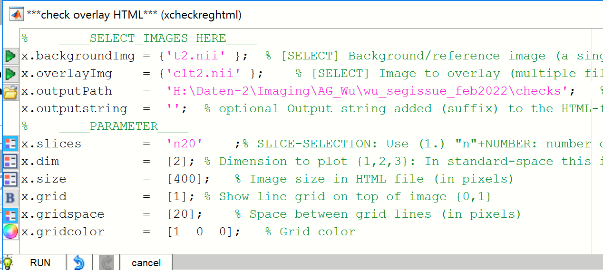 ***check overlay HTML*** (xcheckreghtml)
% ________SELECT_IMAGES_HERE____
x.backgroundImg = {'t2.nii' }; % [SELECT] Background/reference image (a sing
x.overlayImg = {'c1t2.nii' }; % [SELECT] Image to overlay (multiple fil
x.outputPath = 'H:\Daten-2\Imaging\AG_Wu\wu_segissue_feb2022\checks'; %
x.outputstring = ''; % optional Output string added (suffix) to the HTML-f
% ____PARAMETER____
x.slices = 'n20' ;% SLICE-SELECTION: Use (1.) "n"+NUMBER: number o
x.dim = [2]; % Dimension to plot {1,2,3}: In standard-space this i
x.size = [400]; % Image size in HTML file (in pixels)
x.grid = [1]; % Show line grid on top of image {0,1}
x.gridspace = [20]; % Space between grid lines (in pixels)
x.gridcolor = [1 0 0]; % Grid color
B
RUN cancel